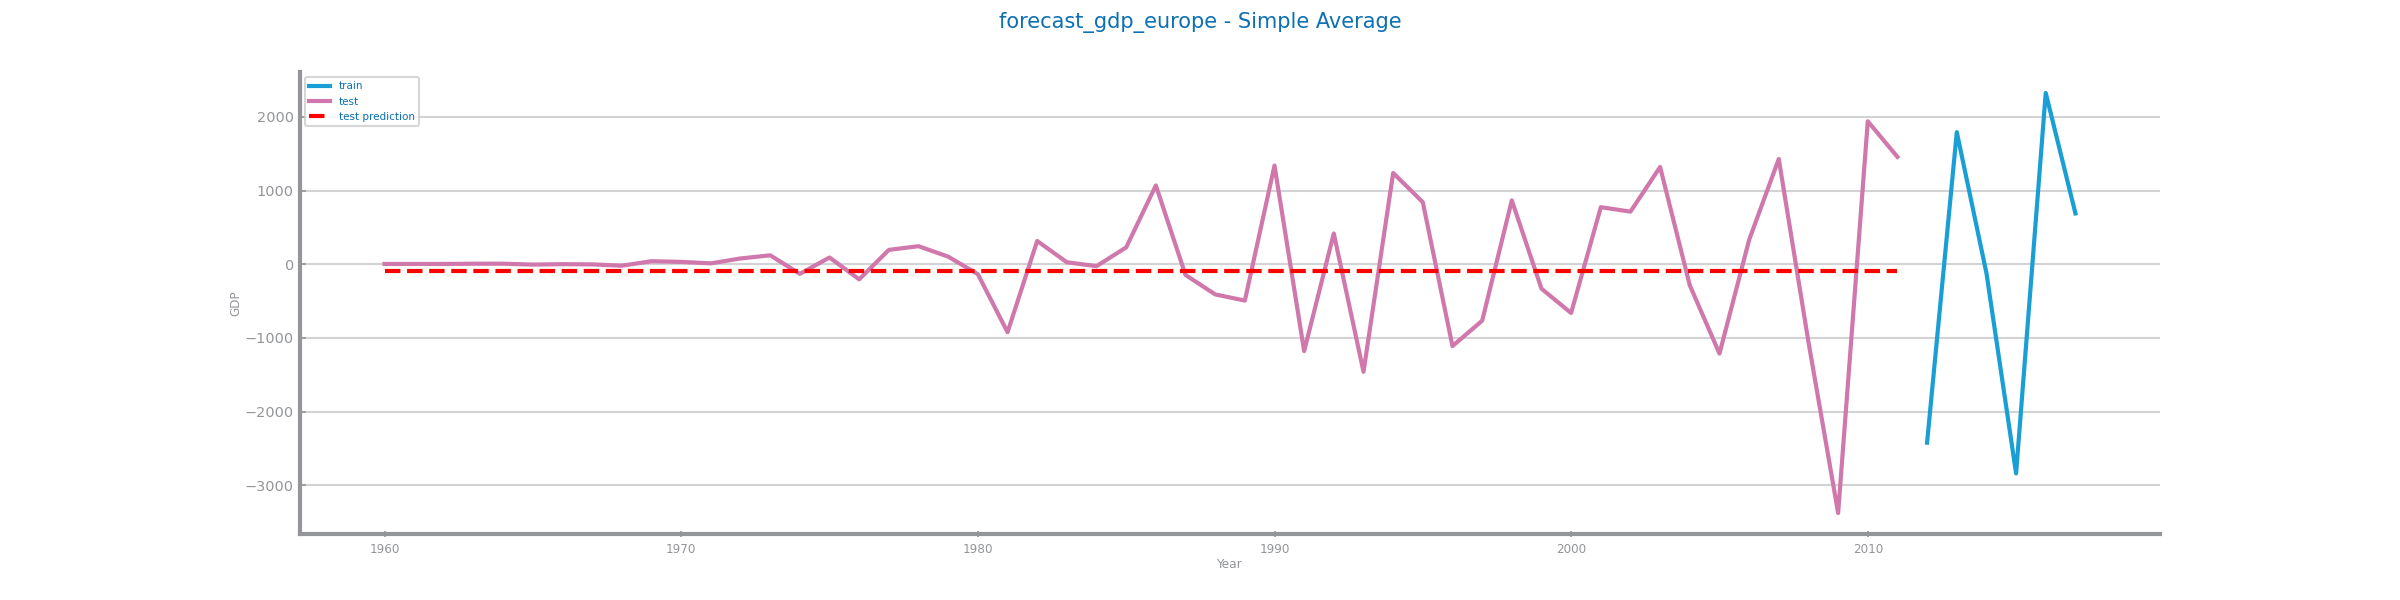 forecast_gdp_europe - Simple Average
train
test
test prediction
2000
1000
0
−1000
−2000
−3000
GDP
1960 1970 1980 1990 2000 2010
Year